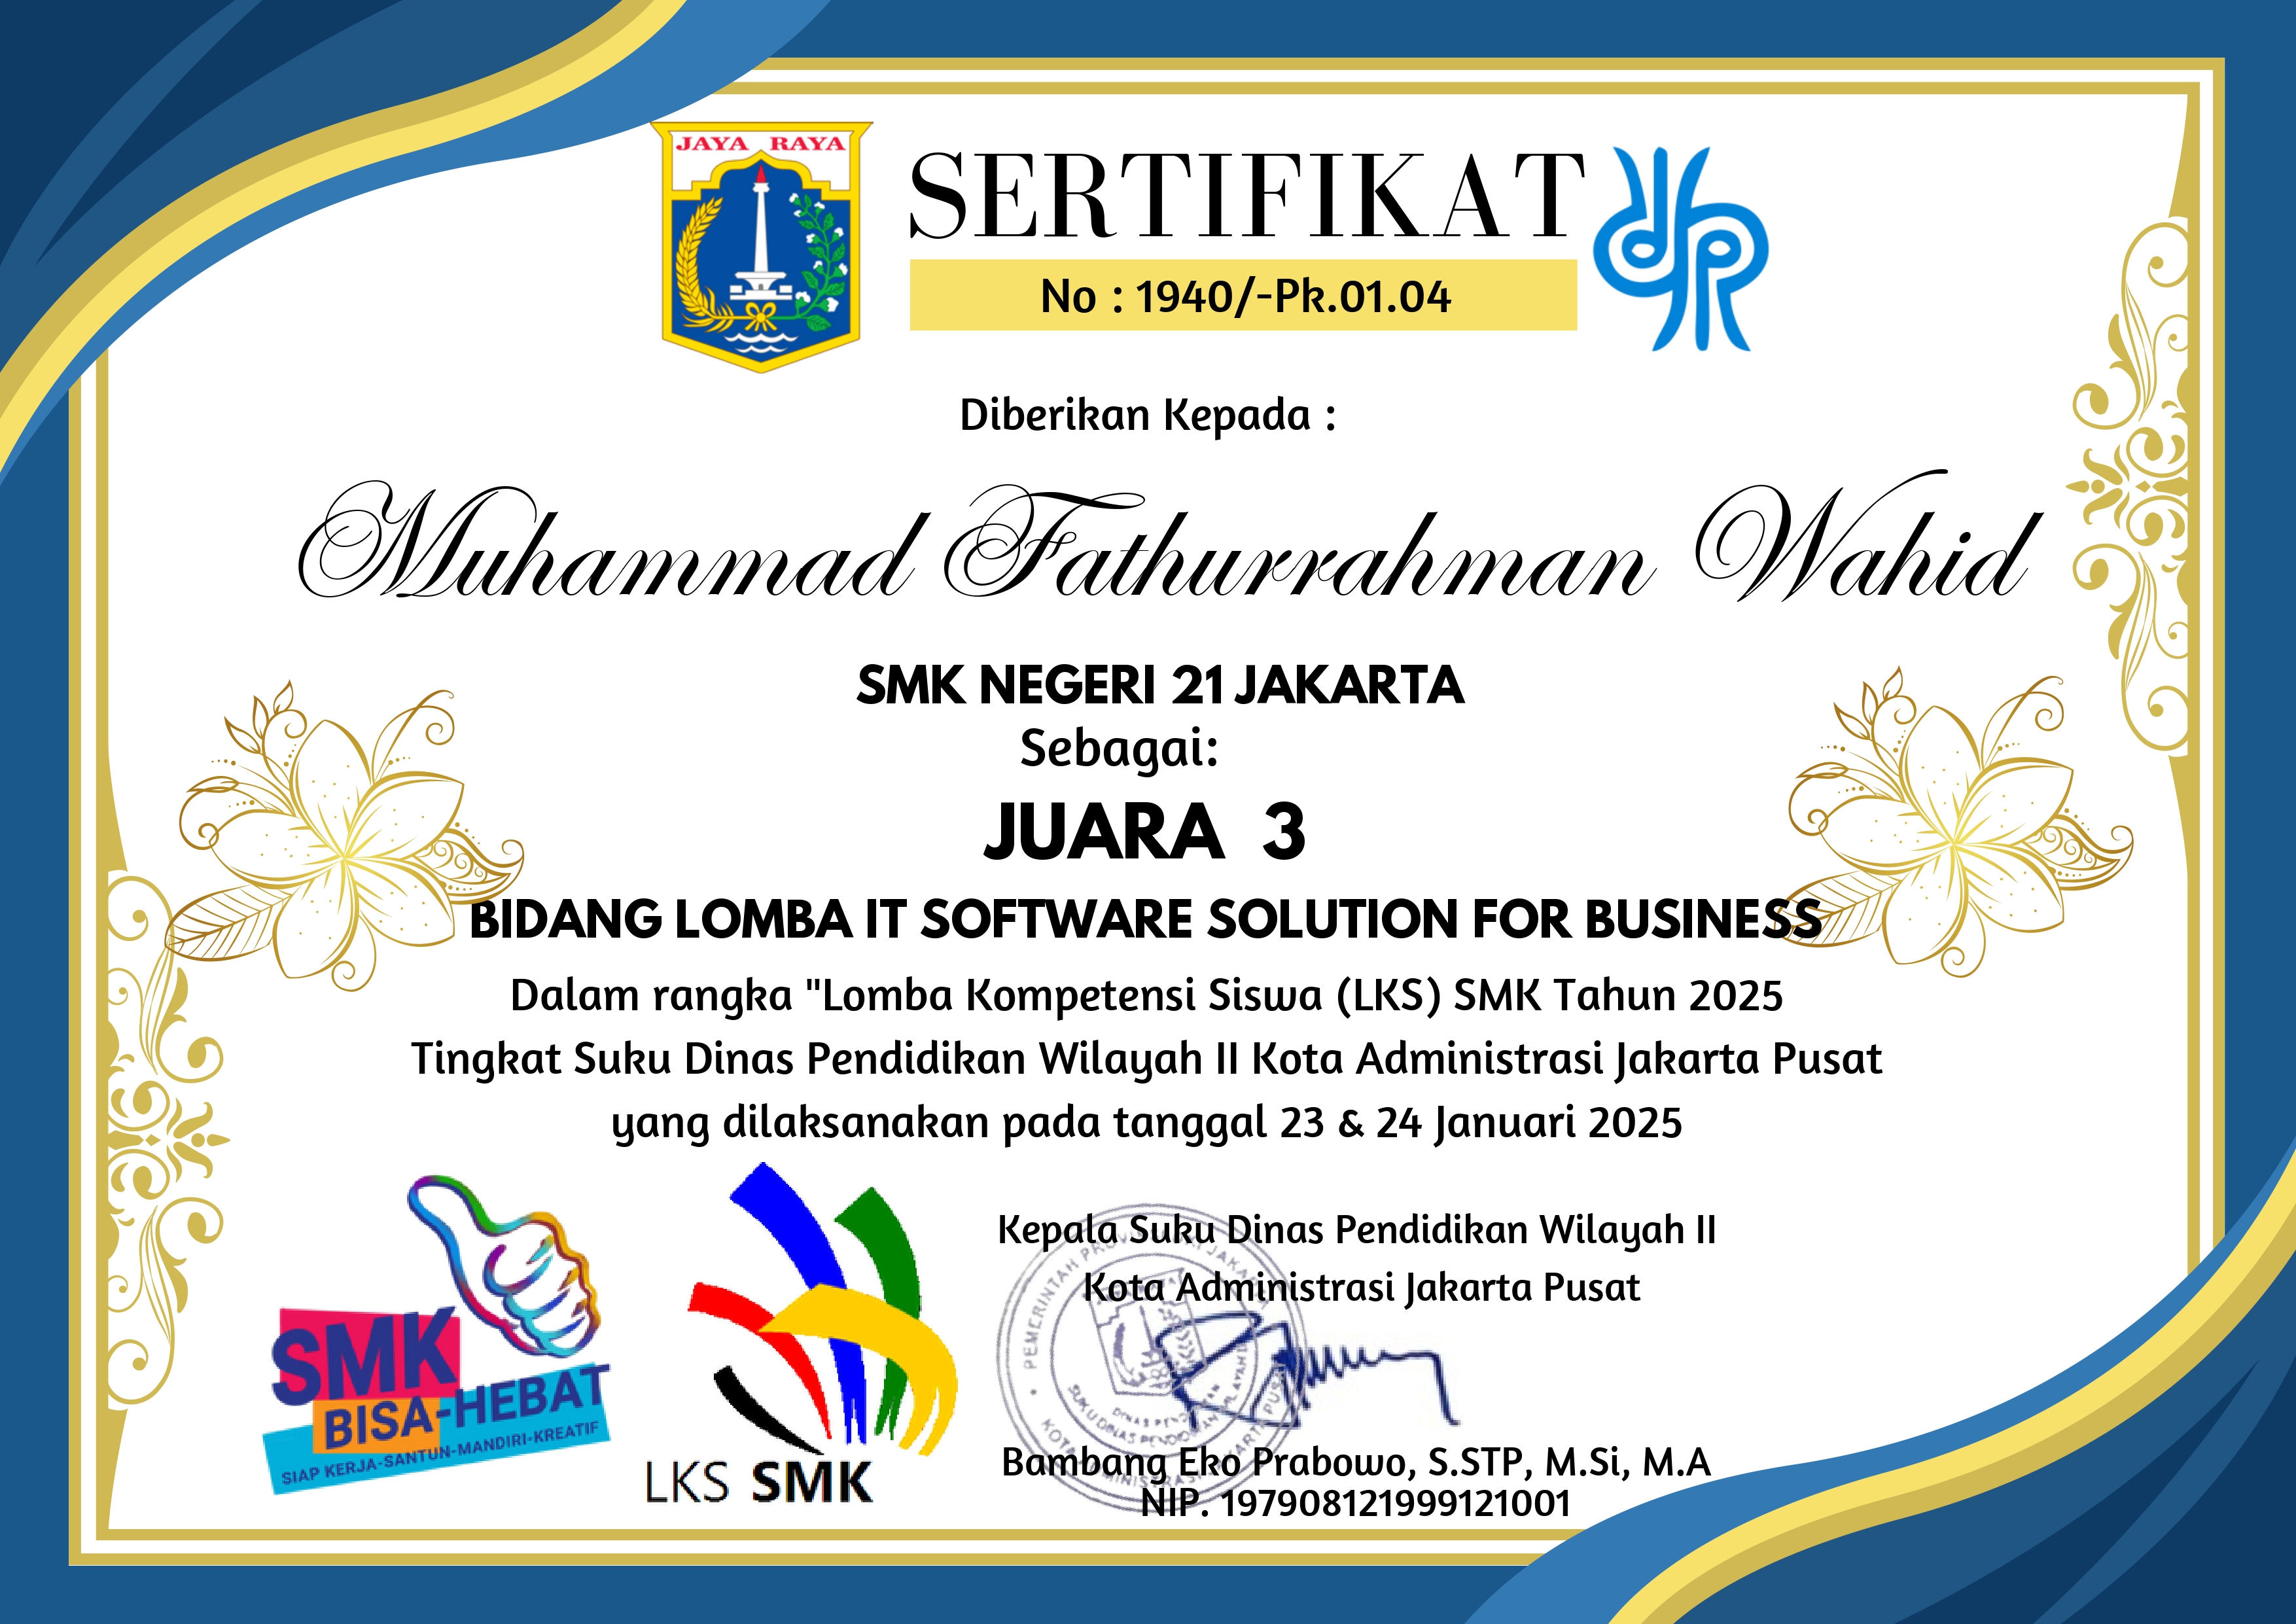 JAYA RAYA
SERTIFIKAT
No : 1940/-Pk.01.04
Diberikan Kepada :
Muhammad Fathurrahman Wahid
SMK NEGERI 21 JAKARTA
Sebagai:
JUARA 3
BIDANG LOMBA IT SOFTWARE SOLUTION FOR BUSINESS
Dalam rangka "Lomba Kompetensi Siswa (LKS) SMK Tahun 2025
Tingkat Suku Dinas Pendidikan Wilayah II Kota Administrasi Jakarta Pusat
yang dilaksanakan pada tanggal 23 & 24 Januari 2025
SMK
BISA-HEBAT
SIAP KERJA-SANTUN-MANDIRI-KREATIF
LKS SMK
Kepala Suku Dinas Pendidikan Wilayah II
Kota Administrasi Jakarta Pusat
PEMERINTAH
Bambang Eko Prabowo, S.STP, M.Si, M.A
NIP. 197908121999121001